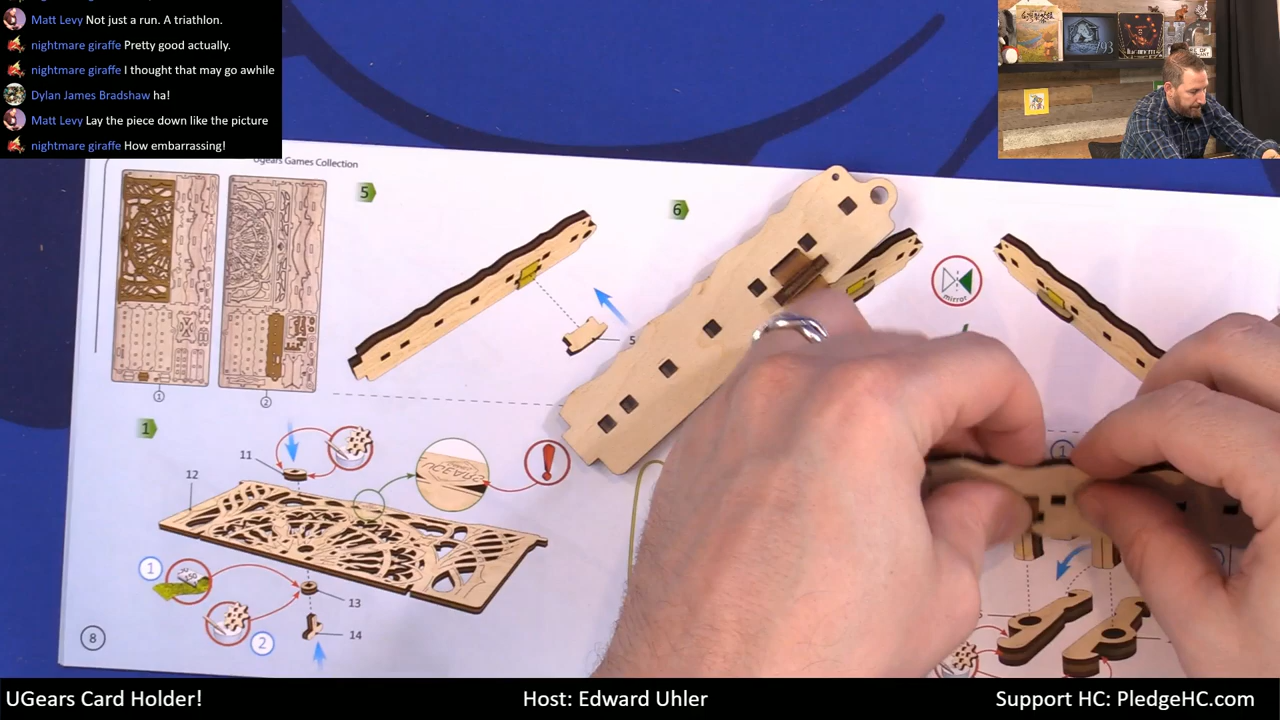 Matt Levy Not just a run. A triathlon.
nightmare giraffe Pretty good actually.
nightmare giraffe I thought that may go awhile
Dylan James Bradshaw ha!
Matt Levy Lay the piece down like the picture
nightmare giraffe How embarrassing!
Ugears Games Collection
5
6
mirror
5
1
2
1
11
12
1
1
13
2
14
8
UGears Card Holder!
Host: Edward Uhler
Support HC: PledgeHC.com